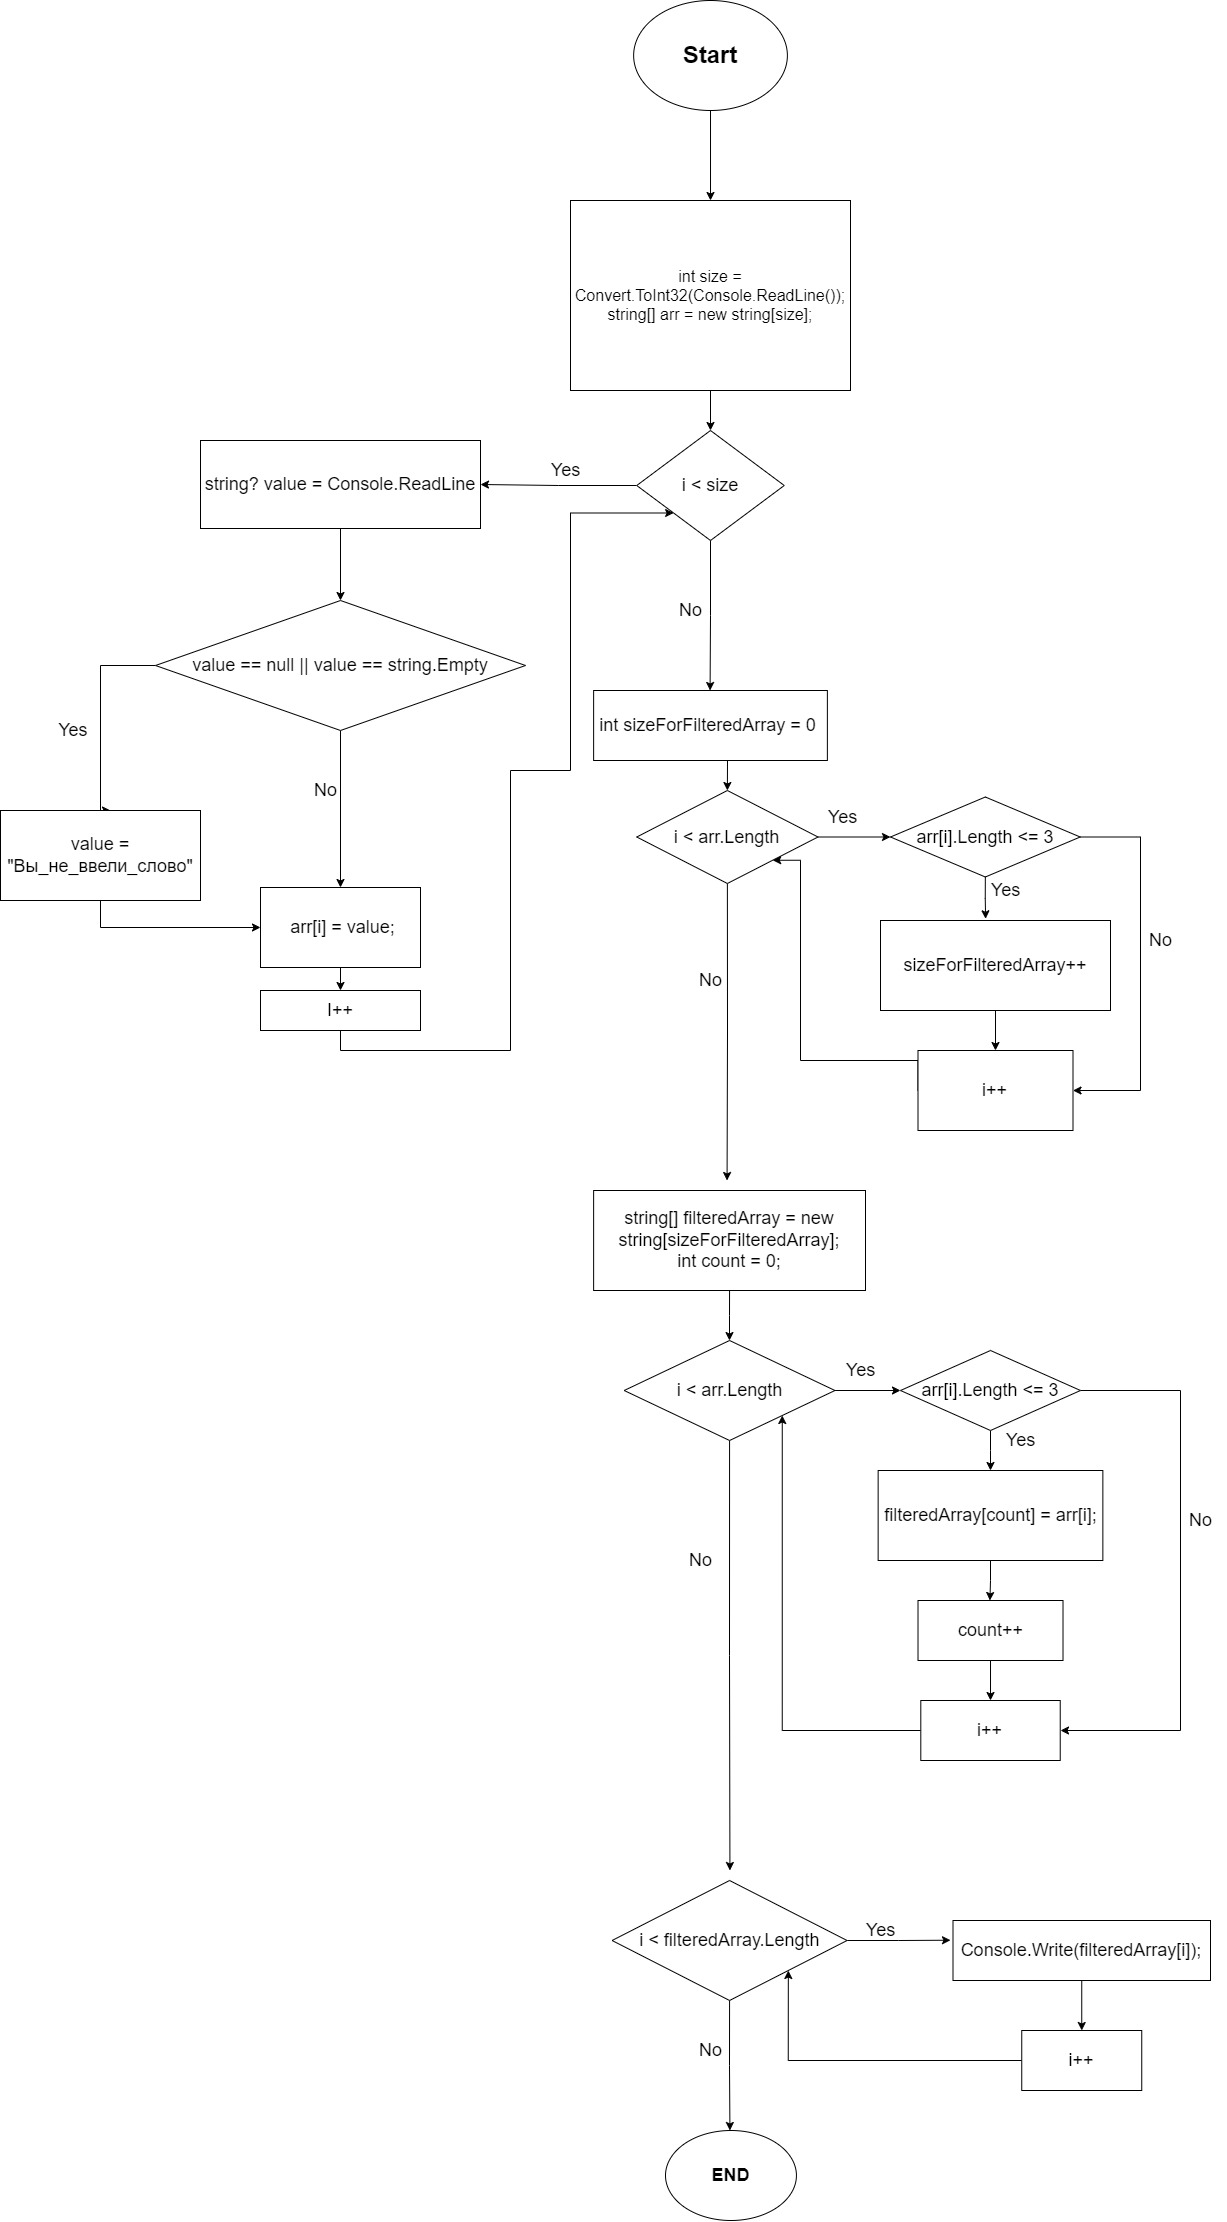 Start
int size =
Convert.ToInt32(Console.ReadLine());
string[] arr = new string[size];
i < size
Yes
string? value = Console.ReadLine
No
value == null || value == string.Empty
Yes
No
value =
"Вы_не_ввели_слово"
arr[i] = value;
I++
int sizeForFilteredArray = 0
i < arr.Length
Yes
arr[i].Length <= 3
Yes
No
sizeForFilteredArray++
No
i++
string[] filteredArray = new
string[sizeForFilteredArray];
int count = 0;
i < arr.Length
Yes
arr[i].Length <= 3
Yes
filteredArray[count] = arr[i];
No
No
count++
i++
i < filteredArray.Length
Yes
Console.Write(filteredArray[i]);
No
i++
END